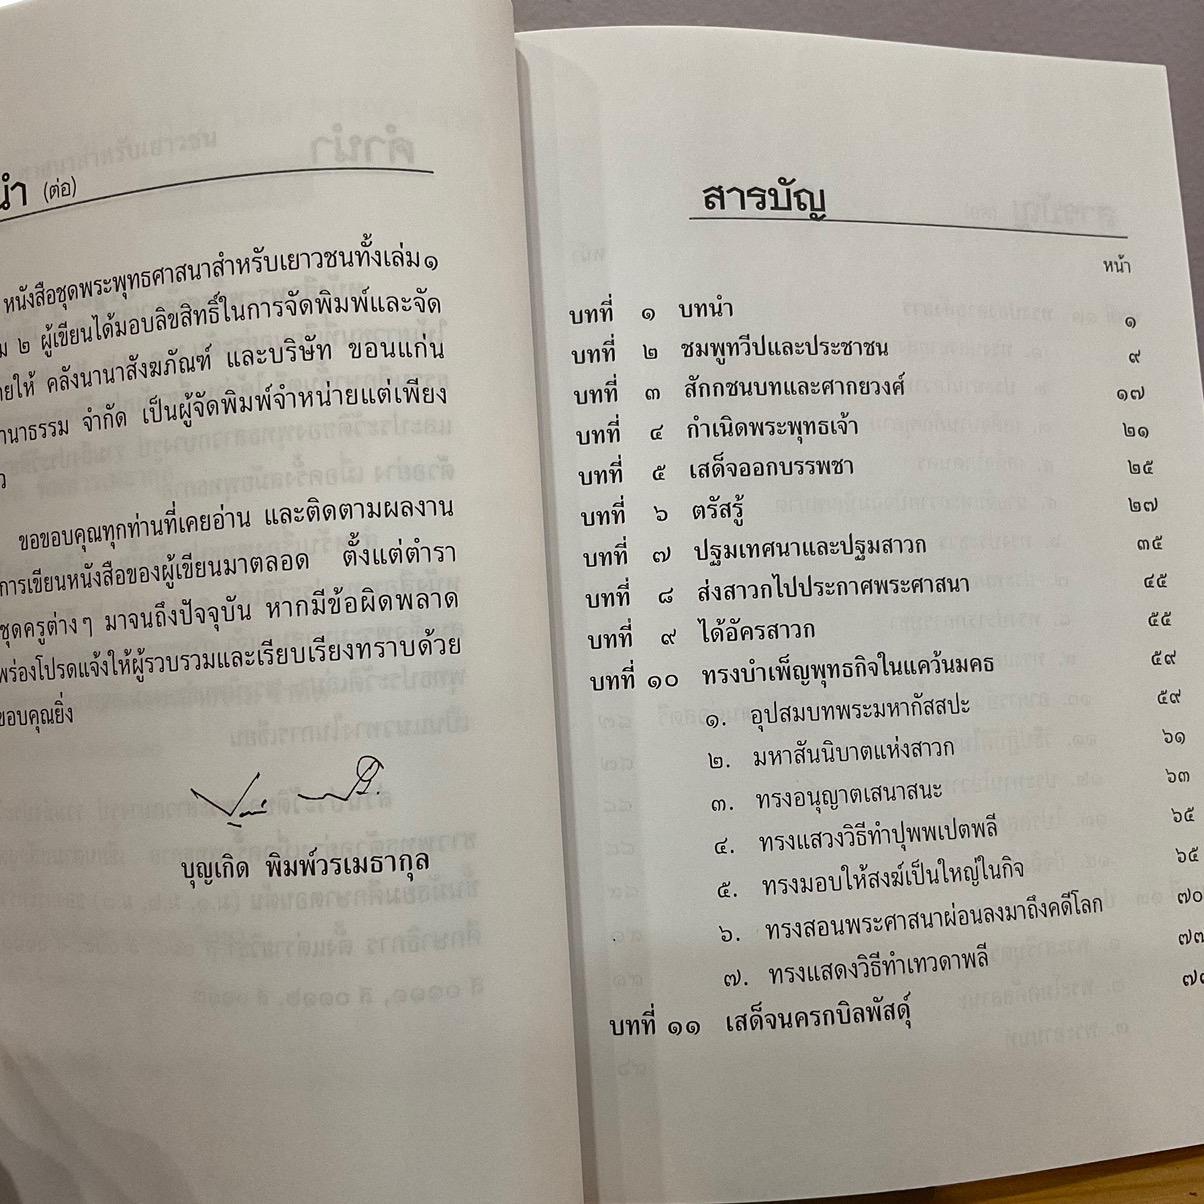 (ต่อ)
หนังสือชุดพระพุทธศาสนาสำหรับเยาวชนทั้งเล่ม๑
๒ ผู้เขียนได้มอบลิขสิทธิ์ในการจัดพิมพ์และจัด
คลังนานาสังฆภัณฑ์ และบริษัท ขอนแก่น
จำกัด เป็นผู้จัดพิมพ์จำหน่ายแต่เพียง
ขอขอบคุณทุกท่านที่เคยอ่าน และติดตามผลงาน
การเขียนหนังสือของผู้เขียนมาตลอด ตั้งแต่ตำรา
ชุดครูต่างๆ มาจนถึงปัจจุบัน หากมีข้อผิดพลาด
พร่องโปรดแจ้งให้ผู้รวบรวมและเรียบเรียงทราบด้วย
ขอบคุณยิ่ง
บุญเกิด พิมพ์วรเมธากุล
สารบัญ
หน้า
บทที่ ๑ บทนำ ๑
บทที่ ๒ ชมพูทวีปและประชาชน ๙
บทที่ ๓ สักกชนบทและศากยวงศ์ ๑๗
บทที่ ๔ กำเนิดพระพุทธเจ้า ๒๑
บทที่ ๕ เสด็จออกบรรพชา ๒๕
บทที่ ๖ ตรัสรู้ ๒๗
บทที่ ๗ ปฐมเทศนาและปฐมสาวก ๓๕
บทที่ ๘ ส่งสาวกไปประกาศพระศาสนา ๔๕
บทที่ ๙ ได้อัครสาวก ๕๕
บทที่ ๑๐ ทรงบำเพ็ญพุทธกิจในแคว้นมคธ ๕๙
๑. อุปสมบทพระมหากัสสปะ ๕๙
๒. มหาสันนิบาตแห่งสาวก ๖๑
๓. ทรงอนุญาตเสนาสนะ ๖๓
๔. ทรงแสวงวิธีทำปุพพเปตพลี ๖๕
๕. ทรงมอบให้สงฆ์เป็นใหญ่ในกิจ ๖๕
๖. ทรงสอนพระศาสนาผ่อนลงมาถึงคดีโลก ๗๐
๗. ทรงแสดงวิธีทำเทวดาพลี ๗๓
บทที่ ๑๑ เสด็จนครกบิลพัสดุ์